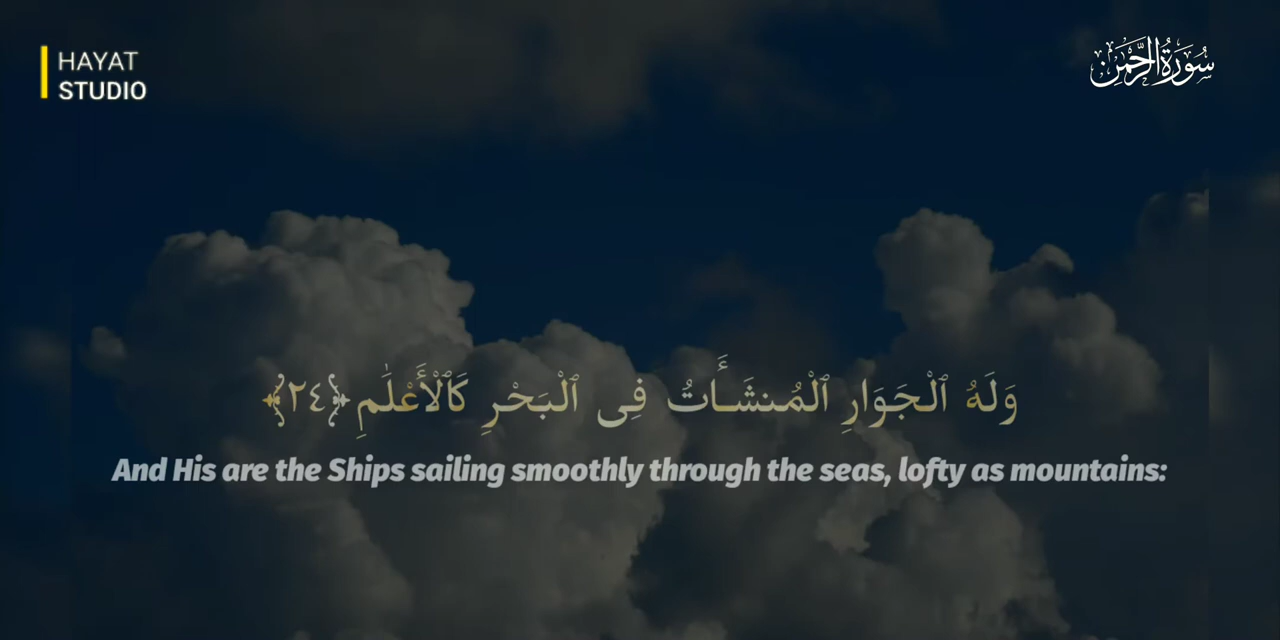 HAYAT
STUDIO
سُورَةُ الرَّحْمَٰن
وَلَهُ ٱلْجَوَارِ ٱلْمُنشَـَٔاتُ فِى ٱلْبَحْرِ كَٱلْأَعْلَٰمِ ﴿٢٤﴾
And His are the Ships sailing smoothly through the seas, lofty as mountains: